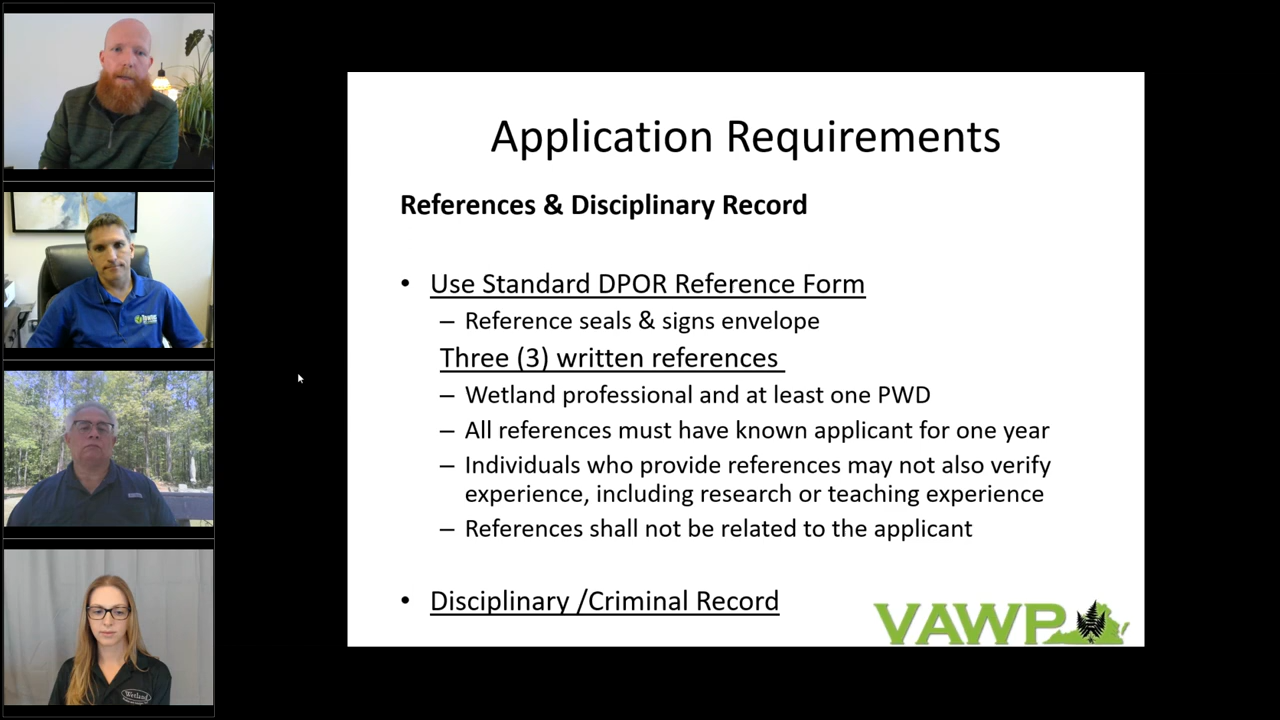 Application Requirements
References & Disciplinary Record
• Use Standard DPOR Reference Form
– Reference seals & signs envelope
Three (3) written references
– Wetland professional and at least one PWD
– All references must have known applicant for one year
– Individuals who provide references may not also verify
experience, including research or teaching experience
– References shall not be related to the applicant
• Disciplinary /Criminal Record
VAWP
Wetland